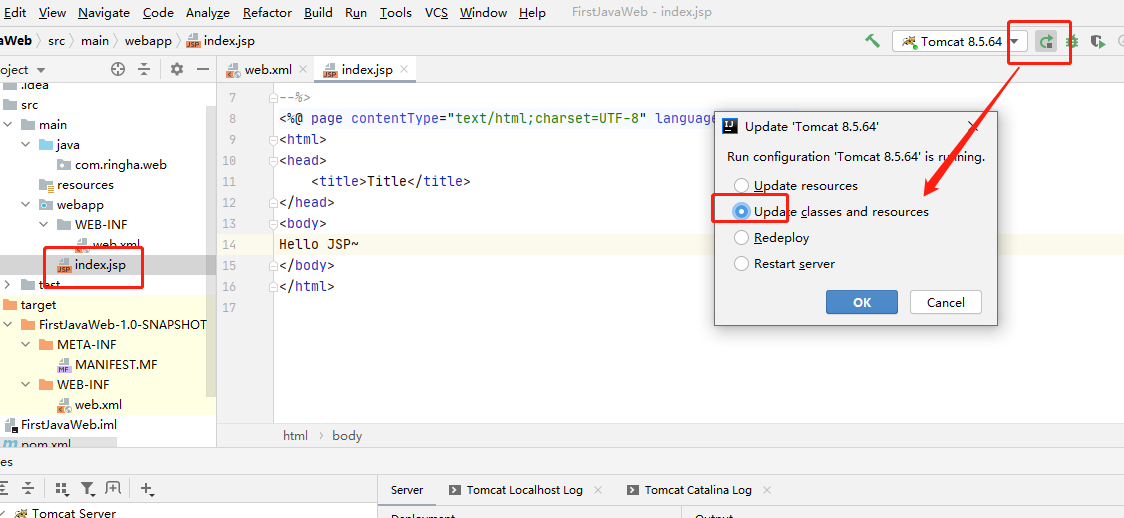 Edit View Navigate Code Analyze Refactor Build Run Tools VCS Window Help FirstJavaWeb - index.jsp
aWeb src main webapp index.jsp Tomcat 8.5.64
oject web.xml index.jsp
.idea
src
main
java
com.ringha.web
resources
webapp
WEB-INF
web.xml
index.jsp
test
target
FirstJavaWeb-1.0-SNAPSHOT
META-INF
MANIFEST.MF
WEB-INF
web.xml
FirstJavaWeb.iml
pom.xml
7 --%>
8 <%@ page contentType="text/html;charset=UTF-8" languag
9 <html>
10 <head>
11 <title>Title</title>
12 </head>
13 <body>
14 Hello JSP~
15 </body>
16 </html>
17
html body
Update 'Tomcat 8.5.64'
Run configuration 'Tomcat 8.5.64' is running.
Update resources
Update classes and resources
Redeploy
Restart server
OK Cancel
es
Server Tomcat Localhost Log Tomcat Catalina Log
Tomcat Server Deployment Output